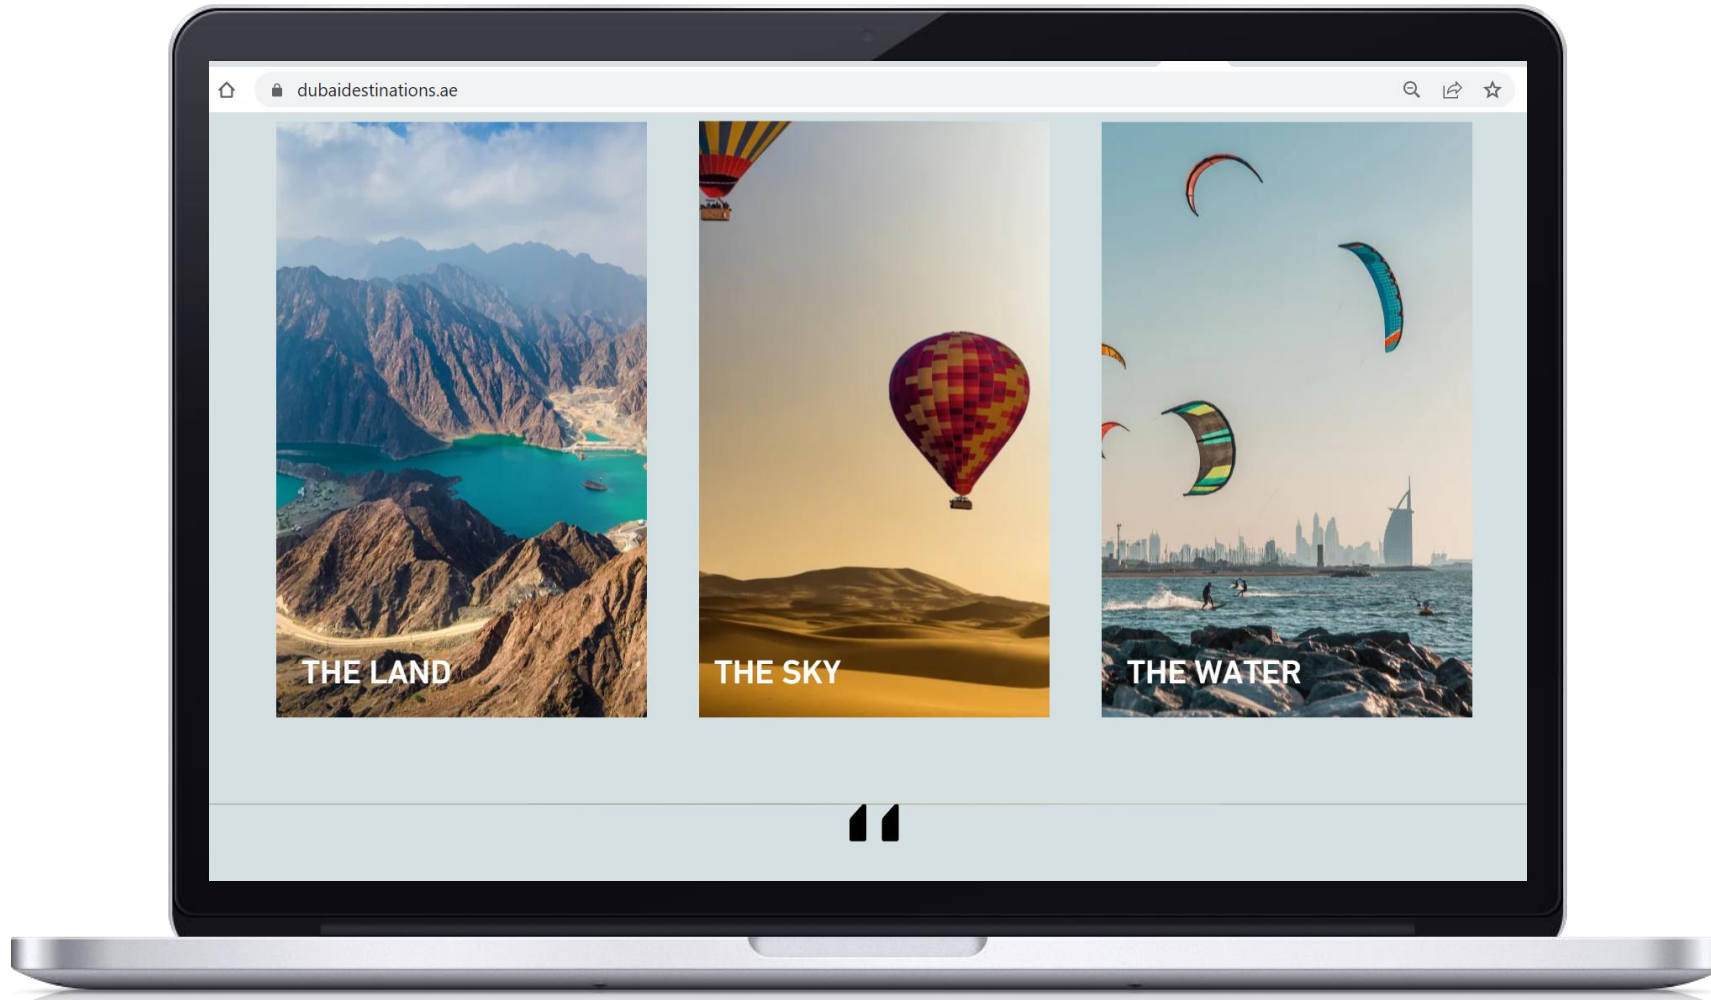 dubaidestinations.ae
THE LAND
THE SKY
THE WATER
“